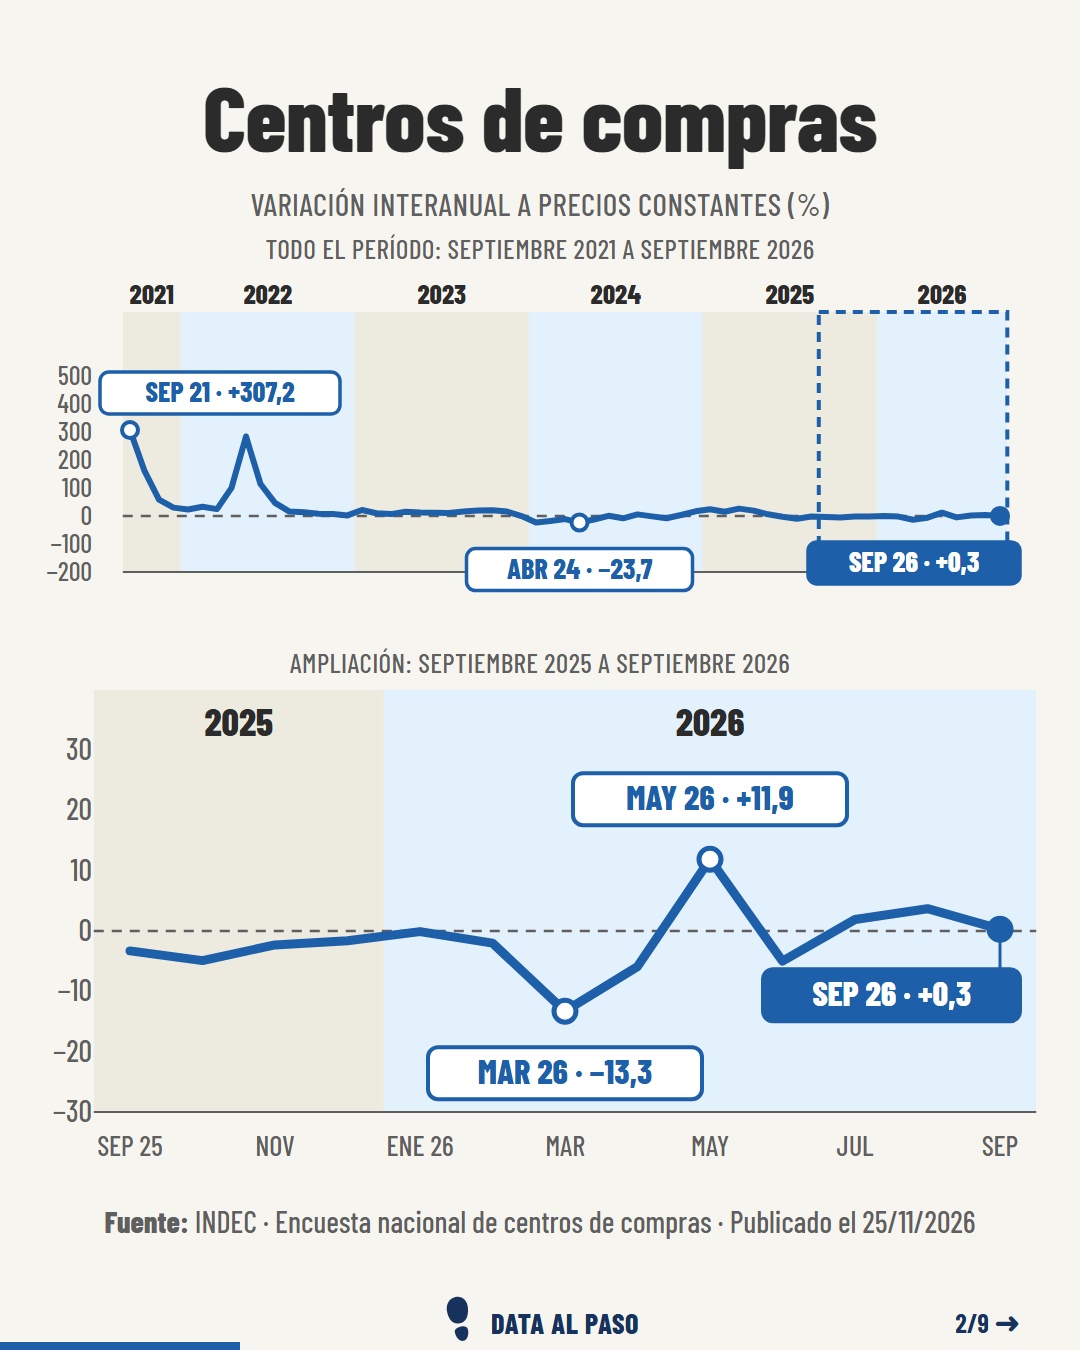 Centros de compras
VARIACIÓN INTERANUAL A PRECIOS CONSTANTES (%)
TODO EL PERÍODO: SEPTIEMBRE 2021 A SEPTIEMBRE 2026
2021 2022 2023 2024 2025 2026
500
400
300
200
100
0
−100
−200
SEP 21 · +307,2
ABR 24 · −23,7
SEP 26 · +0,3
AMPLIACIÓN: SEPTIEMBRE 2025 A SEPTIEMBRE 2026
2025 2026
30
20
10
0
−10
−20
−30
MAY 26 · +11,9
SEP 26 · +0,3
MAR 26 · −13,3
SEP 25 NOV ENE 26 MAR MAY JUL SEP
Fuente: INDEC · Encuesta nacional de centros de compras · Publicado el 25/11/2026
DATA AL PASO
2/9 →